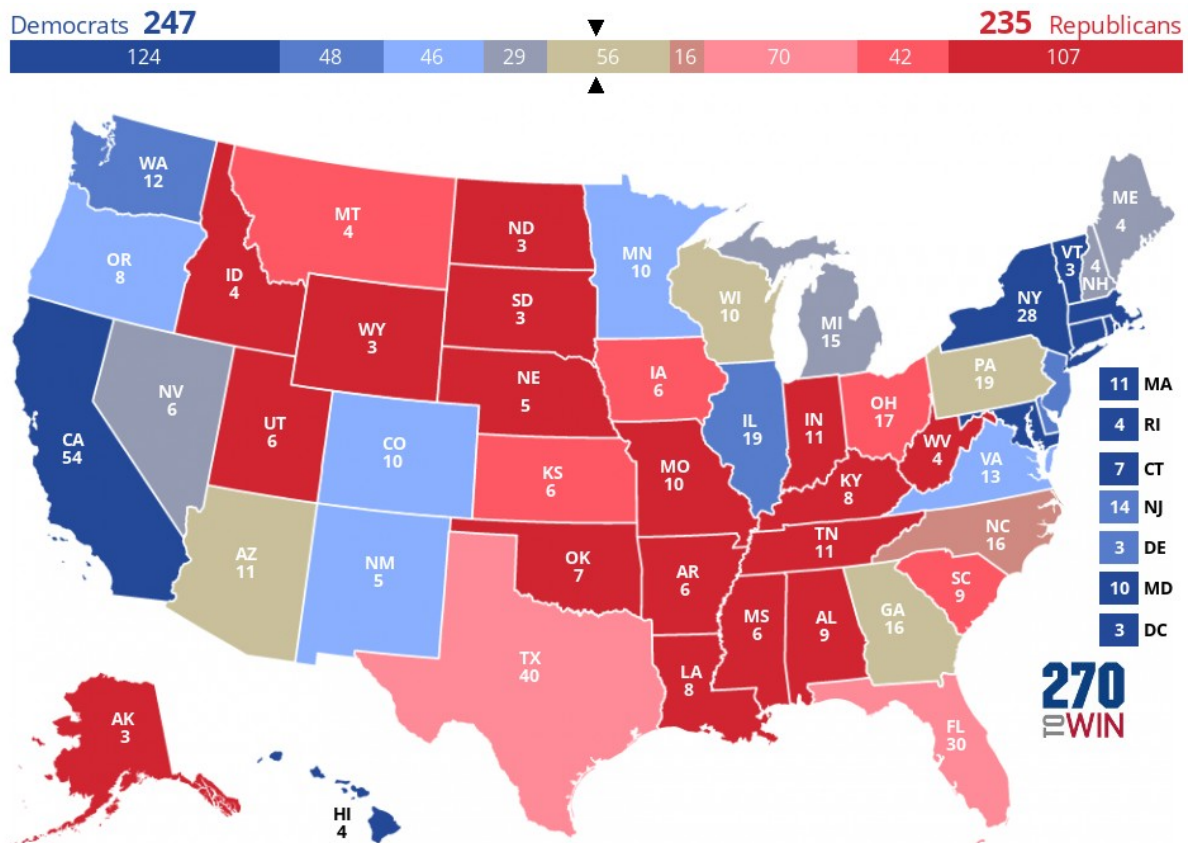 Democrats 247
235 Republicans
124 48 46 29 56 16 70 42 107
WA
12
OR
8
CA
54
NV
6
ID
4
MT
4
WY
3
UT
6
AZ
11
CO
10
NM
5
ND
3
SD
3
NE
5
KS
6
OK
7
TX
40
MN
10
IA
6
MO
10
AR
6
LA
8
WI
10
IL
19
MI
15
IN
11
OH
17
KY
8
TN
11
MS
6
AL
9
GA
16
FL
30
SC
9
NC
16
VA
13
WV
4
PA
19
NY
28
VT
3
4
NH
ME
4
11 MA
4 RI
7 CT
14 NJ
3 DE
10 MD
3 DC
AK
3
HI
4
270
TO WIN